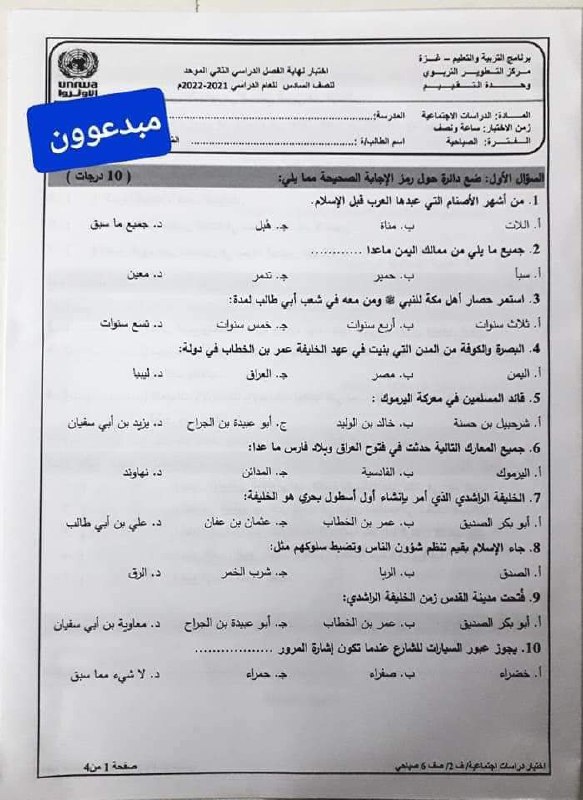 برنامج التربية والتعليم – غزة
مركز التطوير التربوي
وحدة التقييم
اختبار نهاية الفصل الدراسي الثاني الموحد
للصف السادس للعام الدراسي 2021-2022م
unrwa
الأونروا
مبدعوون
المادة: الدراسات الاجتماعية
زمن الاختبار: ساعة ونصف
الفترة: الصباحية
المدرسة:
اسم الطالب/ة:
السؤال الأول: ضع دائرة حول رمز الإجابة الصحيحة مما يلي: ( 10 درجات )
1. من أشهر الأصنام التي عبدها العرب قبل الإسلام.
أ. اللات ب. مناة ج. هُبل د. جميع ما سبق
2. جميع ما يلي من ممالك اليمن ماعدا ............
أ. سبأ ب. حمير ج. تدمر د. معين
3. استمر حصار أهل مكة للنبي ﷺ ومن معه في شعب أبي طالب لمدة:
أ. ثلاث سنوات ب. أربع سنوات ج. خمس سنوات د. تسع سنوات
4. البصرة والكوفة من المدن التي بنيت في عهد الخليفة عمر بن الخطاب في دولة:
أ. اليمن ب. مصر ج. العراق د. ليبيا
5. قائد المسلمين في معركة اليرموك :
أ. شرحبيل بن حسنة ب. خالد بن الوليد ج. أبو عبيدة بن الجراح د. يزيد بن أبي سفيان
6. جميع المعارك التالية حدثت في فتوح العراق وبلاد فارس ما عدا:
أ. اليرموك ب. القادسية ج. المدائن د. نهاوند
7. الخليفة الراشدي الذي أمر بإنشاء أول أسطول بحري هو الخليفة:
أ. أبو بكر الصديق ب. عمر بن الخطاب ج. عثمان بن عفان د. علي بن أبي طالب
8. جاء الإسلام بقيم تنظم شؤون الناس وتضبط سلوكهم مثل:
أ. الصدق ب. الربا ج. شرب الخمر د. الرق
9. فُتحت مدينة القدس زمن الخليفة الراشدي:
أ. أبو بكر الصديق ب. عمر بن الخطاب ج. أبو عبيدة بن الجراح د. معاوية بن أبي سفيان
10. يجوز عبور السيارات للشارع عندما تكون إشارة المرور ..................
أ. خضراء ب. صفراء ج. حمراء د. لا شيء مما سبق
اختبار دراسات اجتماعية/ ف 2/ صف 6 صباحي
صفحة 1 من 4